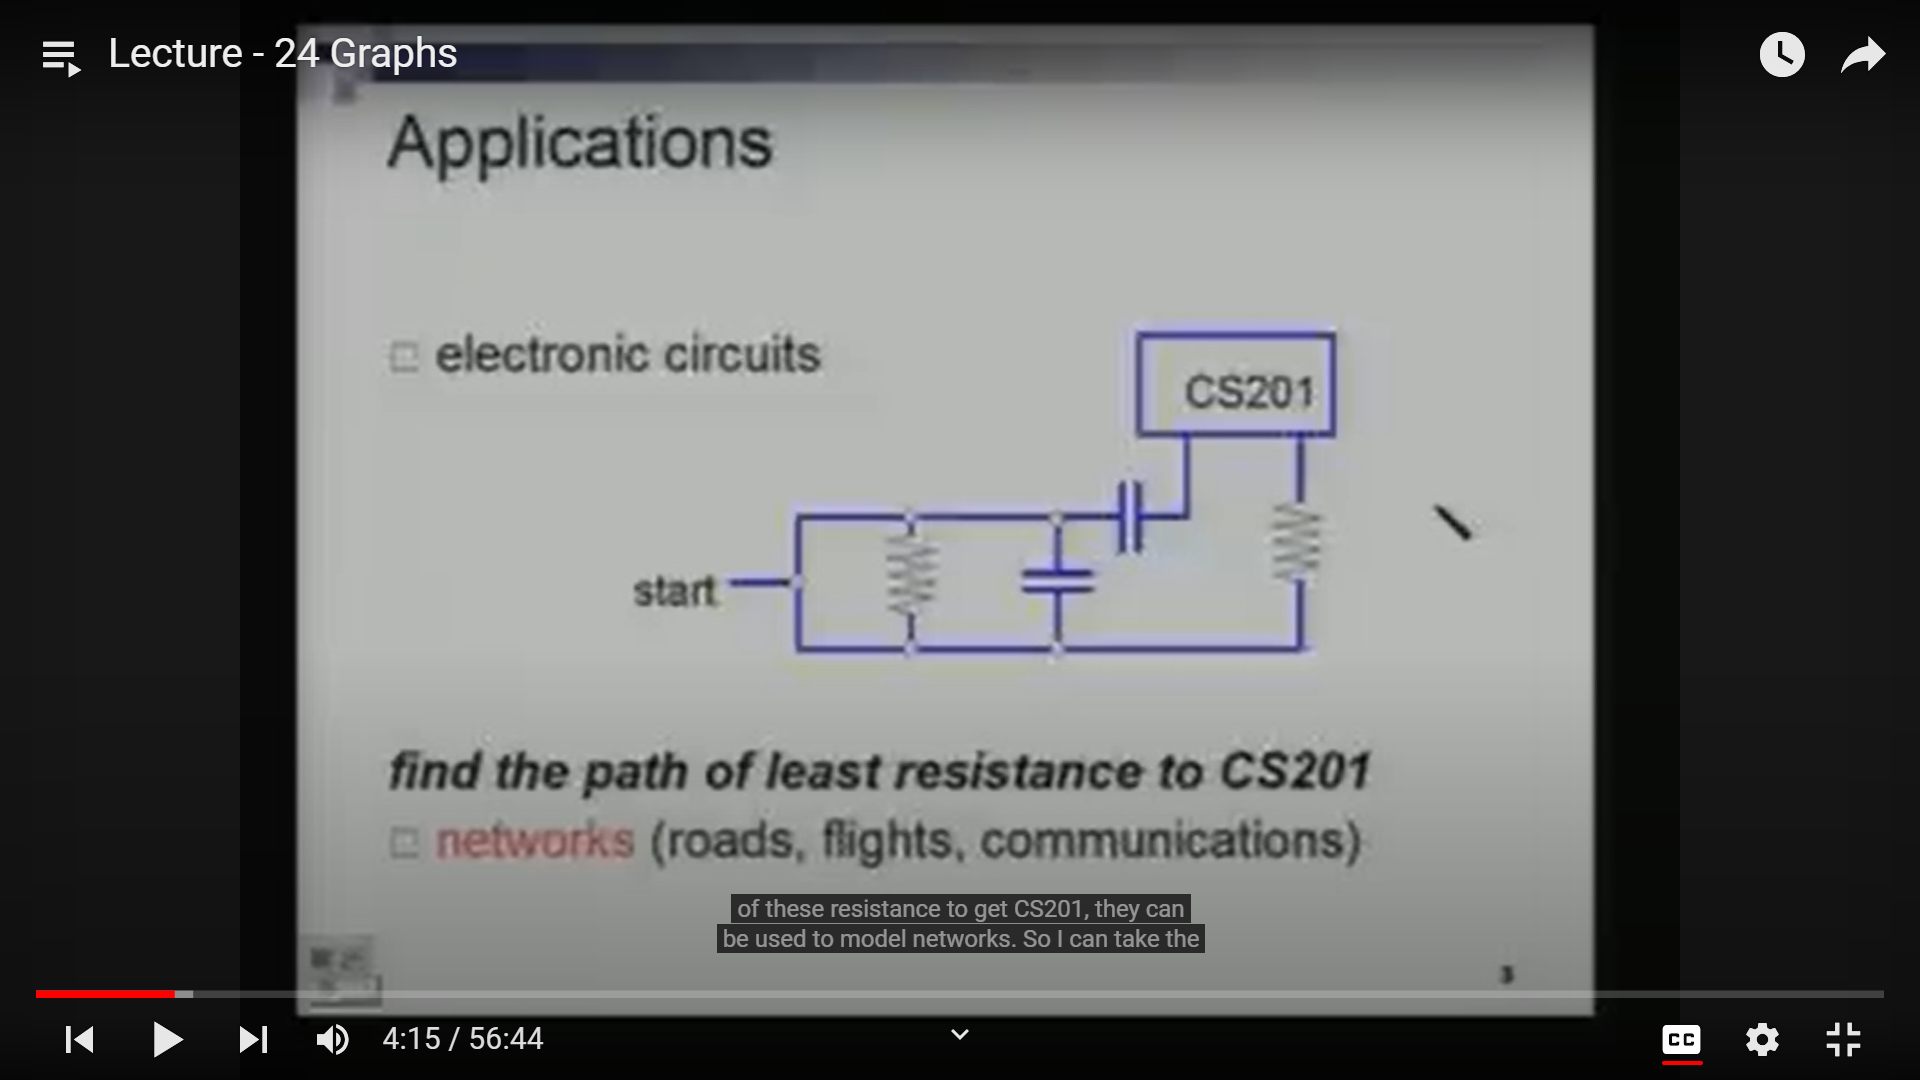 Lecture - 24 Graphs
Applications
electronic circuits
CS201
start
find the path of least resistance to CS201
networks (roads, flights, communications)
of these resistance to get CS201, they can
be used to model networks. So I can take the
3
4:15 / 56:44
CC